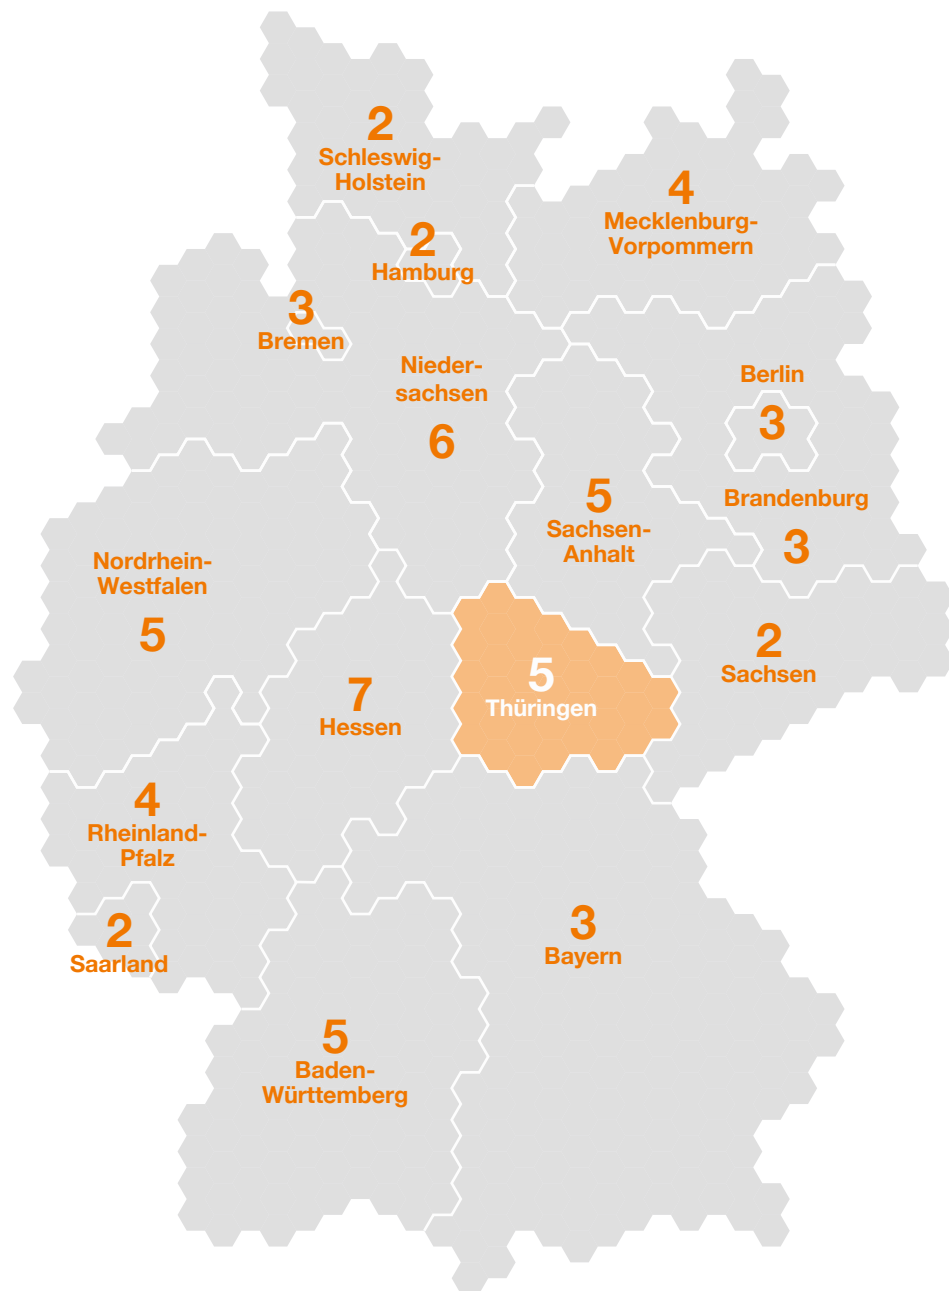 2
Schleswig-
Holstein
4
Mecklenburg-
Vorpommern
2
Hamburg
3
Bremen
Nieder-
sachsen
6
Berlin
3
5
Sachsen-
Anhalt
Brandenburg
3
Nordrhein-
Westfalen
5
2
Sachsen
7
Hessen
5
Thüringen
4
Rheinland-
Pfalz
2
Saarland
3
Bayern
5
Baden-
Württemberg